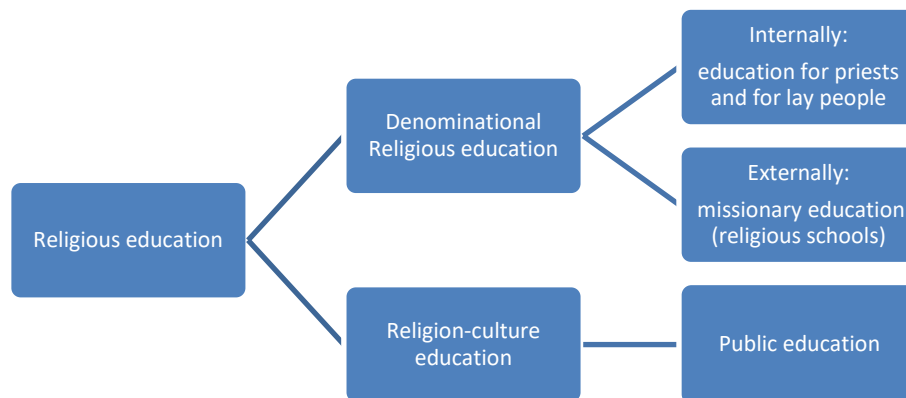 Religious education
Denominational
Religious education
Internally:
education for priests
and for lay people
Externally:
missionary education
(religious schools)
Religion-culture
education
Public education